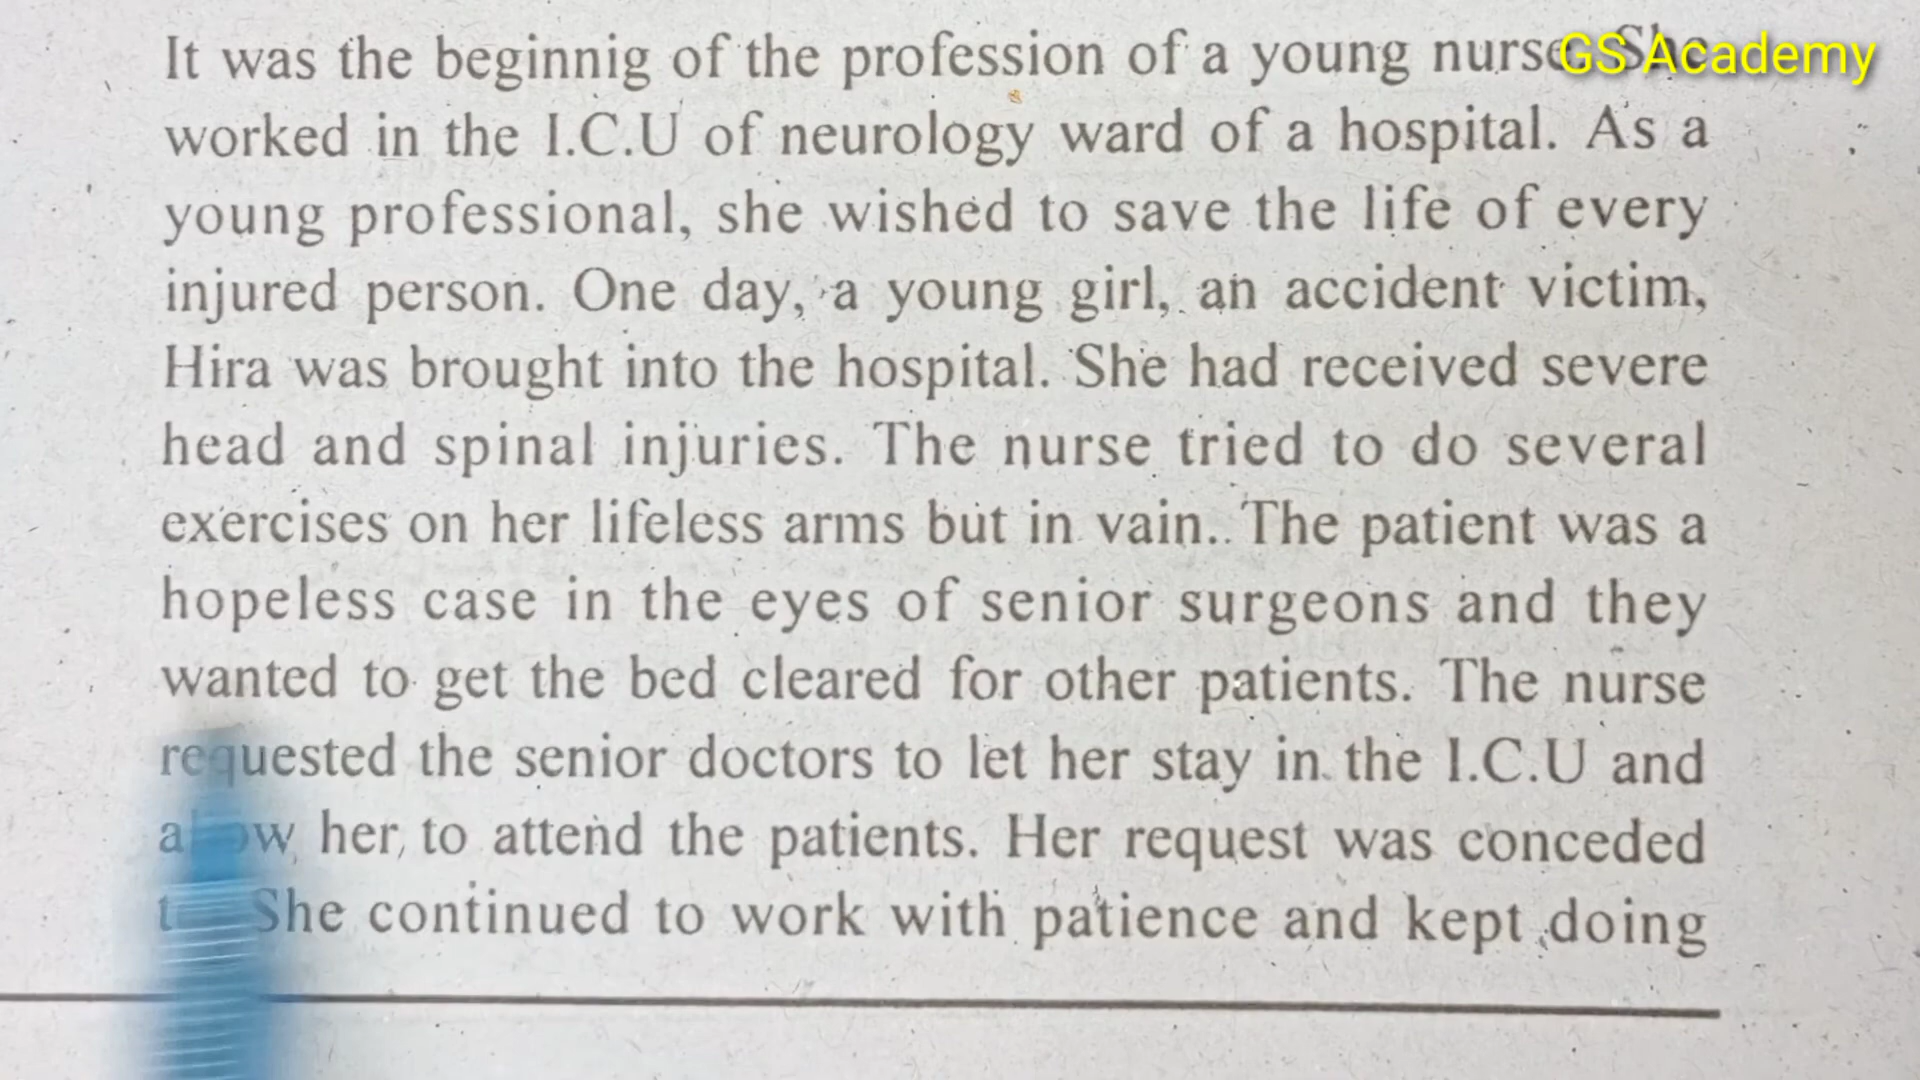 It was the beginnig of the profession of a young nurse. She
GS Academy
worked in the I.C.U of neurology ward of a hospital. As a
young professional, she wished to save the life of every
injured person. One day, a young girl, an accident victim,
Hira was brought into the hospital. She had received severe
head and spinal injuries. The nurse tried to do several
exercises on her lifeless arms but in vain.. The patient was a
hopeless case in the eyes of senior surgeons and they
wanted to get the bed cleared for other patients. The nurse
requested the senior doctors to let her stay in the I.C.U and
allow her to attend the patients. Her request was conceded
She continued to work with patience and kept doing